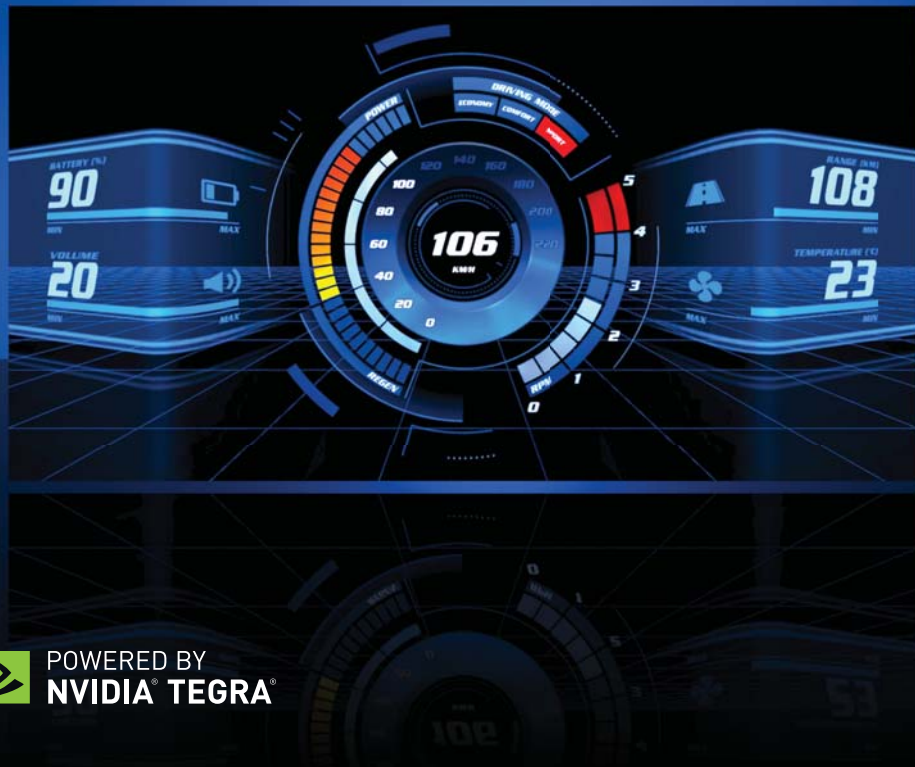 POWER
DRIVING MODE
ECONOMY COMFORT SPORT
BATTERY (%)
90
MIN MAX
VOLUME
20
MIN MAX
120 140 160
100 180
80 200
60 220
40
20
0
106
KM/H
REGEN
5
4
3
2
1
0
RPN
RANGE (KM)
108
MAX MIN
TEMPERATURE (°C)
23
MAX MIN
POWERED BY
NVIDIA® TEGRA®